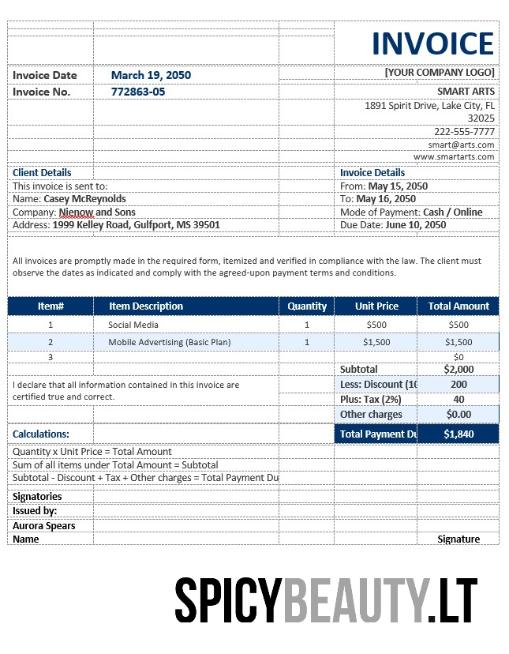 INVOICE
Invoice Date March 19, 2050 [YOUR COMPANY LOGO]
Invoice No. 772863-05 SMART ARTS
1891 Spirit Drive, Lake City, FL
32025
222-555-7777
smart@arts.com
www.smartarts.com
Client Details Invoice Details
This invoice is sent to: From: May 15, 2050
Name: Casey McReynolds To: May 16, 2050
Company: Nienow and Sons Mode of Payment: Cash / Online
Address: 1999 Kelley Road, Gulfport, MS 39501 Due Date: June 10, 2050
All invoices are promptly made in the required form, itemized and verified in compliance with the law. The client must
observe the dates as indicated and comply with the agreed-upon payment terms and conditions.
Item# Item Description Quantity Unit Price Total Amount
1 Social Media 1 $500 $500
2 Mobile Advertising (Basic Plan) 1 $1,500 $1,500
3 $0
Subtotal $2,000
I declare that all information contained in this invoice are Less: Discount (10 200
certified true and correct. Plus: Tax (2%) 40
Other charges $0.00
Calculations: Total Payment Du $1,840
Quantity x Unit Price = Total Amount
Sum of all items under Total Amount = Subtotal
Subtotal - Discount + Tax + Other charges = Total Payment Du
Signatories
Issued by:
Aurora Spears
Name Signature
SPICYBEAUTY.LT